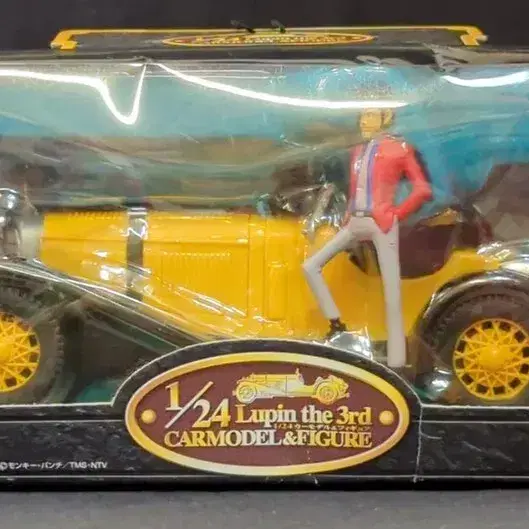 1/24 Lupin the 3rd
1/24カーモデル&フィギュア
CARMODEL&FIGURE
©モンキー・パンチ/TMS・NTV